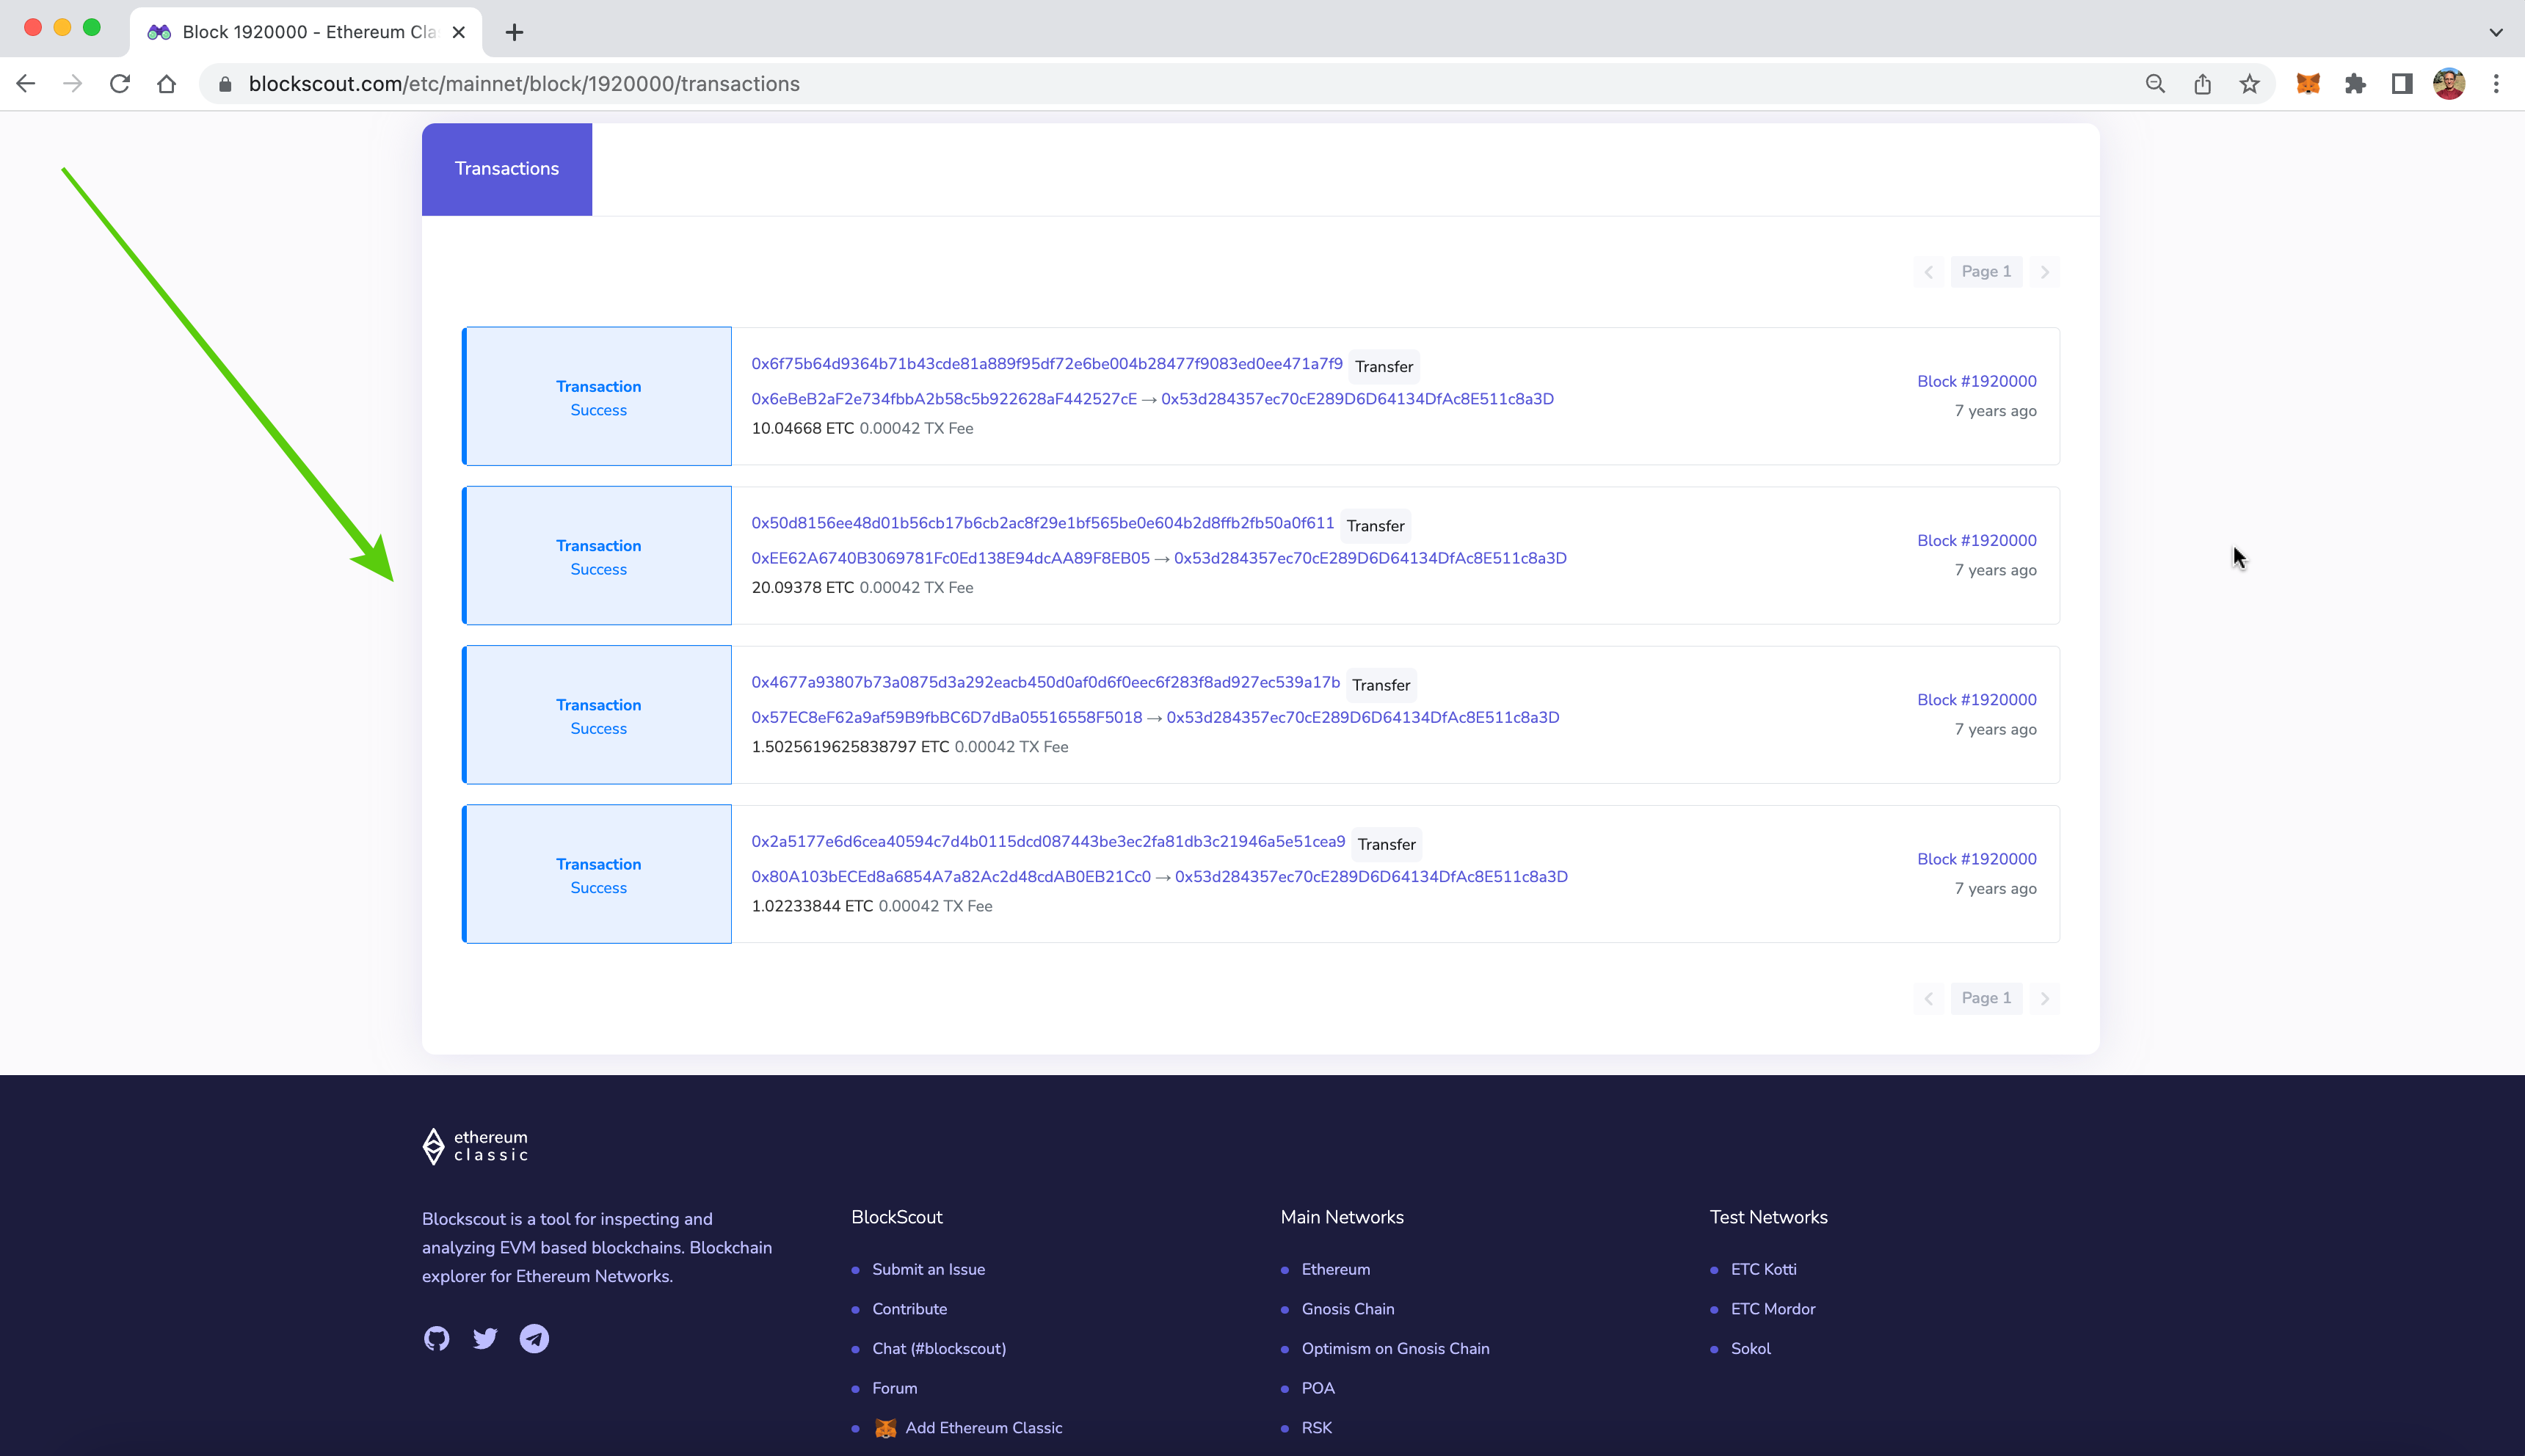 Block 1920000 - Ethereum Cla
blockscout.com/etc/mainnet/block/1920000/transactions
Transactions
Page 1
Transaction
Success
0x6f75b64d9364b71b43cde81a889f95df72e6be004b28477f9083ed0ee471a7f9 Transfer
0x6eBeB2aF2e734fbbA2b58c5b922628aF442527cE → 0x53d284357ec70cE289D6D64134DfAc8E511c8a3D
10.04668 ETC 0.00042 TX Fee
Block #1920000
7 years ago
Transaction
Success
0x50d8156ee48d01b56cb17b6cb2ac8f29e1bf565be0e604b2d8ffb2fb50a0f611 Transfer
0xEE62A6740B3069781Fc0Ed138E94dcAA89F8EB05 → 0x53d284357ec70cE289D6D64134DfAc8E511c8a3D
20.09378 ETC 0.00042 TX Fee
Block #1920000
7 years ago
Transaction
Success
0x4677a93807b73a0875d3a292eacb450d0af0d6f0eec6f283f8ad927ec539a17b Transfer
0x57EC8eF62a9af59B9fbBC6D7dBa05516558F5018 → 0x53d284357ec70cE289D6D64134DfAc8E511c8a3D
1.5025619625838797 ETC 0.00042 TX Fee
Block #1920000
7 years ago
Transaction
Success
0x2a5177e6d6cea40594c7d4b0115dcd087443be3ec2fa81db3c21946a5e51cea9 Transfer
0x80A103bECEd8a6854A7a82Ac2d48cdAB0EB21Cc0 → 0x53d284357ec70cE289D6D64134DfAc8E511c8a3D
1.02233844 ETC 0.00042 TX Fee
Block #1920000
7 years ago
Page 1
ethereum
classic
Blockscout is a tool for inspecting and
analyzing EVM based blockchains. Blockchain
explorer for Ethereum Networks.
BlockScout
Submit an Issue
Contribute
Chat (#blockscout)
Forum
Add Ethereum Classic
Main Networks
Ethereum
Gnosis Chain
Optimism on Gnosis Chain
POA
RSK
Test Networks
ETC Kotti
ETC Mordor
Sokol